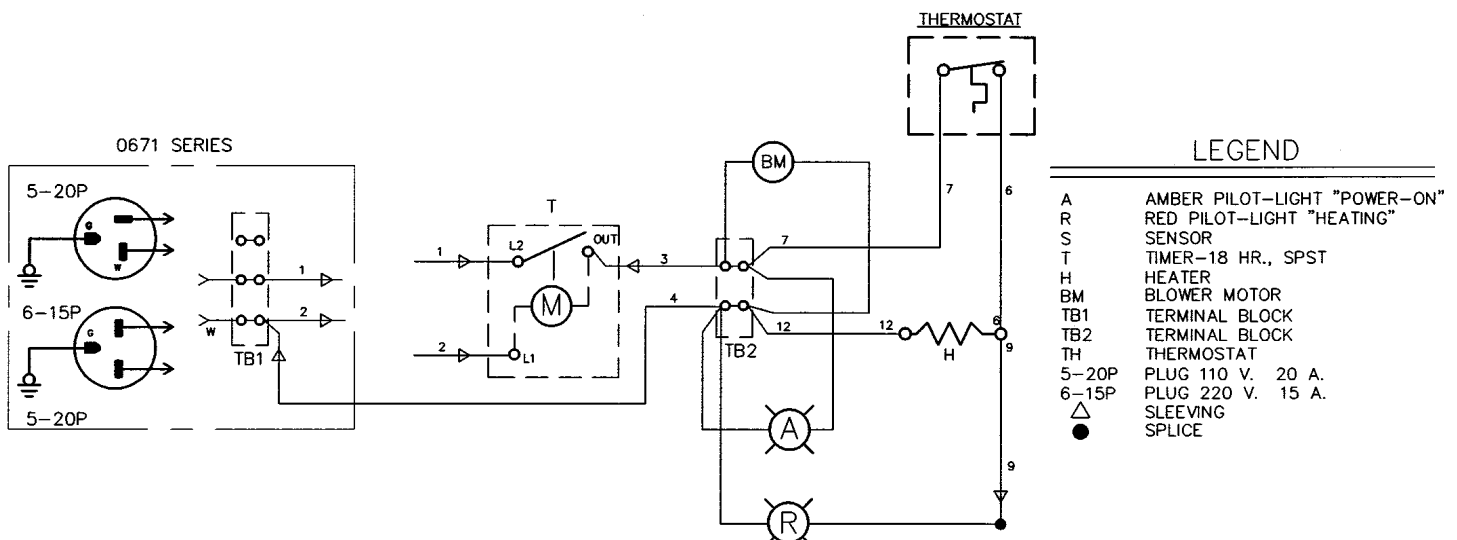 THERMOSTAT
0671 SERIES
5-20P
G
W
6-15P
G
5-20P
W
TB1
1
2
T
1
L2
OUT
M
2
L1
3
4
BM
7
7
6
TB2
12
12
H
6
9
9
A
R
LEGEND
A AMBER PILOT-LIGHT "POWER-ON"
R RED PILOT-LIGHT "HEATING"
S SENSOR
T TIMER-18 HR., SPST
H HEATER
BM BLOWER MOTOR
TB1 TERMINAL BLOCK
TB2 TERMINAL BLOCK
TH THERMOSTAT
5-20P PLUG 110 V. 20 A.
6-15P PLUG 220 V. 15 A.
SLEEVING
SPLICE